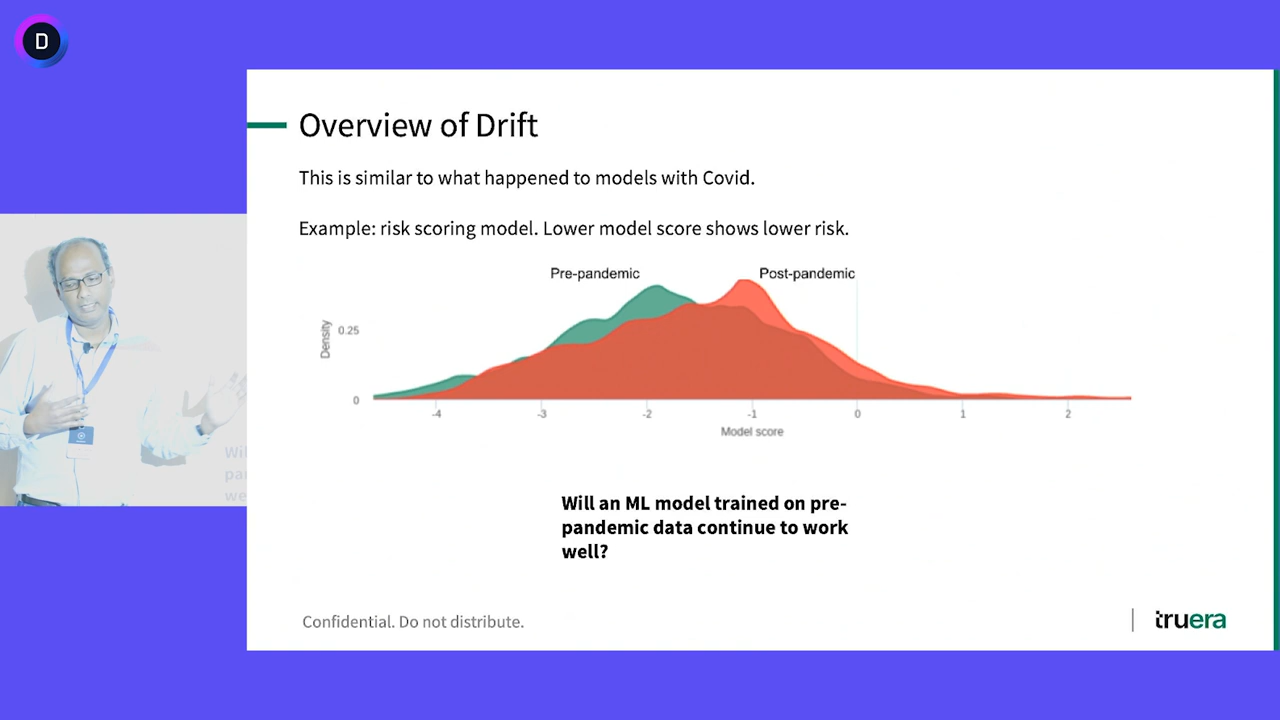 D
Overview of Drift
This is similar to what happened to models with Covid.
Example: risk scoring model. Lower model score shows lower risk.
Pre-pandemic
Post-pandemic
Density
0.25
0
-4
-3
-2
-1
0
1
2
Model score
Will an ML model trained on pre-
pandemic data continue to work
well?
Confidential. Do not distribute.
truera
Wil
pan
we